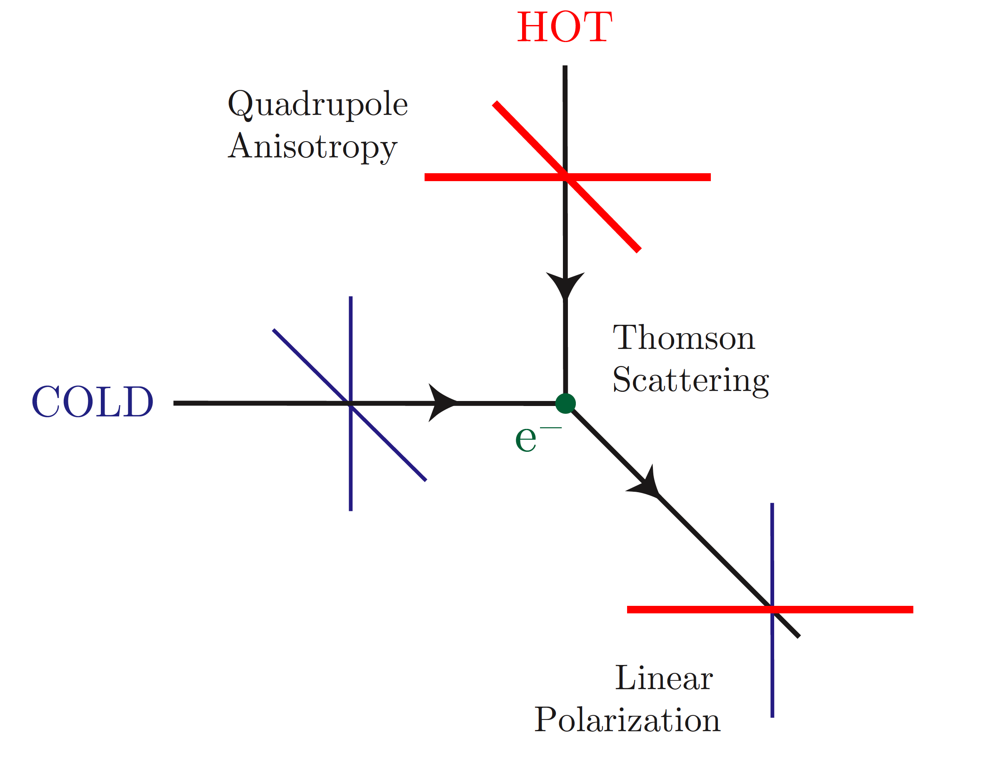 HOT
Quadrupole
Anisotropy
Thomson
Scattering
COLD
e⁻
Linear
Polarization